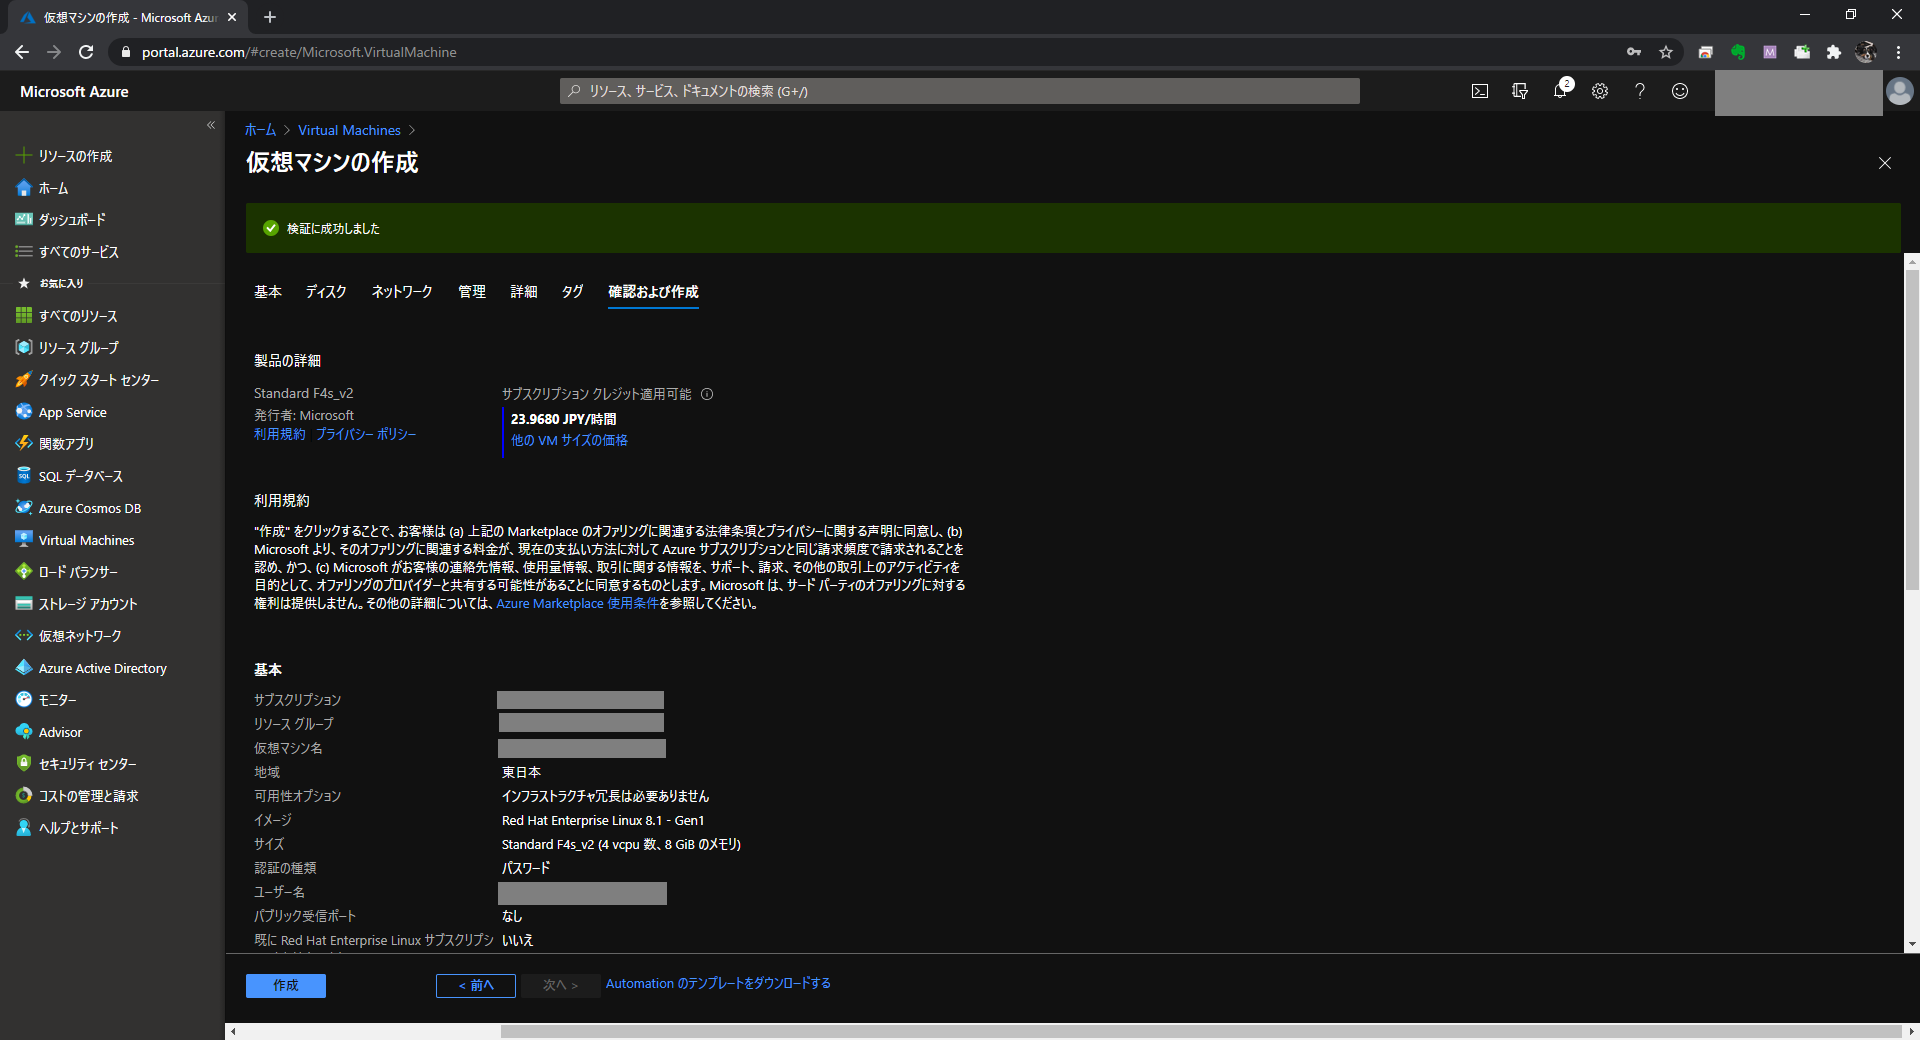 仮想マシンの作成 - Microsoft Azur
portal.azure.com/#create/Microsoft.VirtualMachine
Microsoft Azure
リソース、サービス、ドキュメントの検索 (G+/)
2
リソースの作成
ホーム
ダッシュボード
すべてのサービス
お気に入り
すべてのリソース
リソース グループ
クイック スタート センター
App Service
関数アプリ
SQL データベース
Azure Cosmos DB
Virtual Machines
ロード バランサー
ストレージ アカウント
仮想ネットワーク
Azure Active Directory
モニター
Advisor
セキュリティ センター
コストの管理と請求
ヘルプとサポート
ホーム > Virtual Machines >
仮想マシンの作成
検証に成功しました
基本 ディスク ネットワーク 管理 詳細 タグ 確認および作成
製品の詳細
Standard F4s_v2
発行者: Microsoft
利用規約 | プライバシー ポリシー
サブスクリプション クレジット適用可能
23.9680 JPY/時間
他の VM サイズの価格
利用規約
"作成" をクリックすることで、お客様は (a) 上記の Marketplace のオファリングに関連する法律条項とプライバシーに関する声明に同意し、(b)
Microsoft より、そのオファリングに関連する料金が、現在の支払い方法に対して Azure サブスクリプションと同じ請求頻度で請求されることを
認め、かつ、(c) Microsoft がお客様の連絡先情報、使用量情報、取引に関する情報を、サポート、請求、その他の取引上のアクティビティを
目的として、オファリングのプロバイダーと共有する可能性があることに同意するものとします。Microsoft は、サード パーティのオファリングに対する
権利は提供しません。その他の詳細については、Azure Marketplace 使用条件を参照してください。
基本
サブスクリプション
リソース グループ
仮想マシン名
地域 東日本
可用性オプション インフラストラクチャ冗長は必要ありません
イメージ Red Hat Enterprise Linux 8.1 - Gen1
サイズ Standard F4s_v2 (4 vcpu 数、8 GiB のメモリ)
認証の種類 パスワード
ユーザー名
パブリック受信ポート なし
既に Red Hat Enterprise Linux サブスクリプシ いいえ
作成 < 前へ 次へ > Automation のテンプレートをダウンロードする